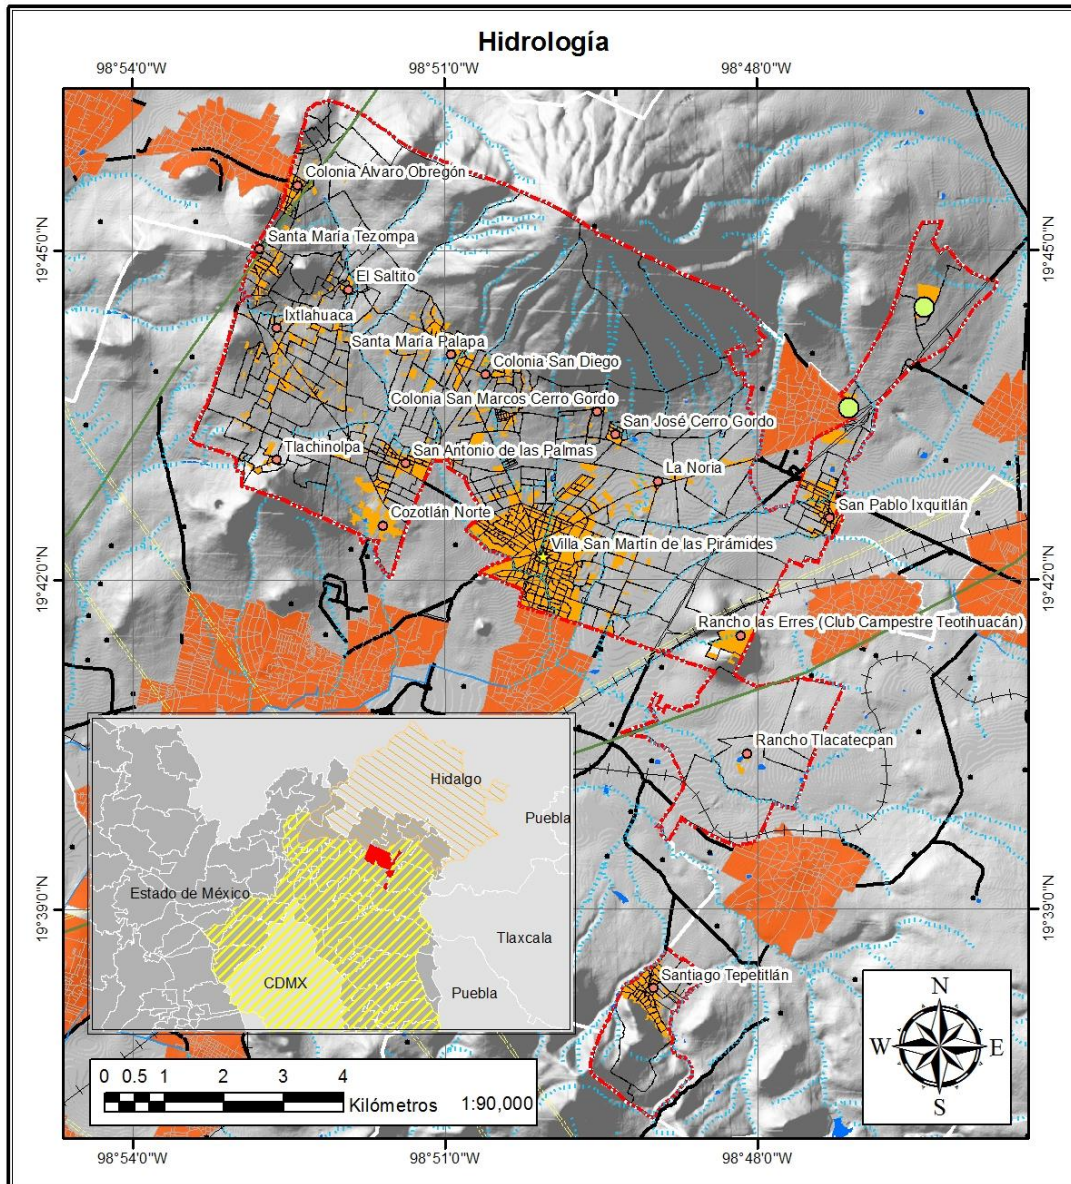 Hidrología
98°54'0"W 98°51'0"W 98°48'0"W
Colonia Álvaro Obregón
Santa María Tezompa
19°45'0"N 19°45'0"N
El Saltito
Ixtlahuaca
Santa María Palapa
Colonia San Diego
Colonia San Marcos Cerro Gordo
San José Cerro Gordo
Tlachinolpa
San Antonio de las Palmas
La Noria
Cozotlán Norte
San Pablo Ixquitlán
Villa San Martín de las Pirámides
19°42'0"N 19°42'0"N
Rancho las Erres (Club Campestre Teotihuacán)
Rancho Tlacatecpan
Hidalgo
Puebla
Estado de México
19°39'0"N 19°39'0"N
Tlaxcala
CDMX
Puebla
Santiago Tepetitlán
N
W E
S
0 0.5 1 2 3 4
Kilómetros 1:90,000
98°54'0"W 98°51'0"W 98°48'0"W